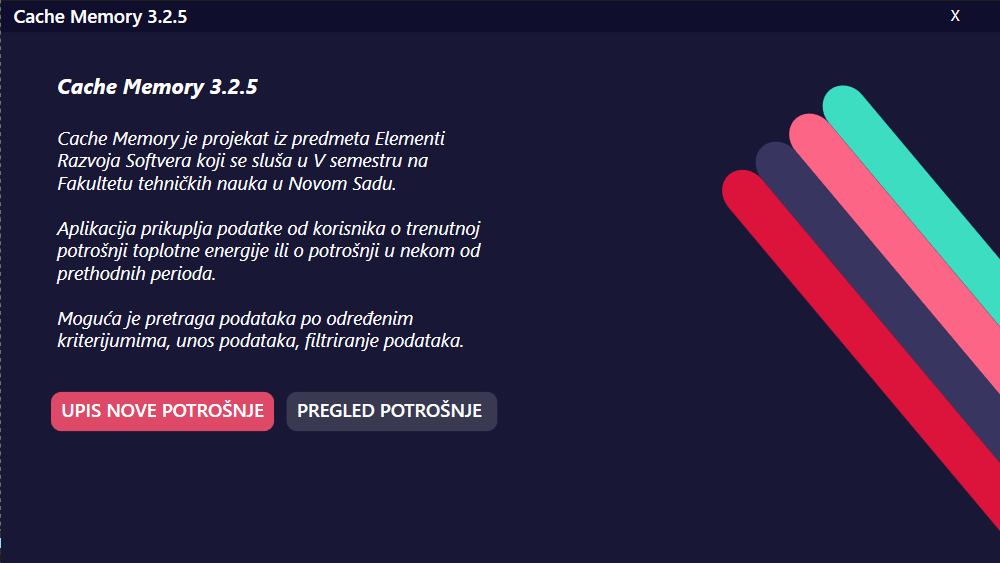 Cache Memory 3.2.5
X
Cache Memory 3.2.5
Cache Memory je projekat iz predmeta Elementi
Razvoja Softvera koji se sluša u V semestru na
Fakultetu tehničkih nauka u Novom Sadu.
Aplikacija prikuplja podatke od korisnika o trenutnoj
potrošnji toplotne energije ili o potrošnji u nekom od
prethodnih perioda.
Moguća je pretraga podataka po određenim
kriterijumima, unos podataka, filtriranje podataka.
UPIS NOVE POTROŠNJE
PREGLED POTROŠNJE